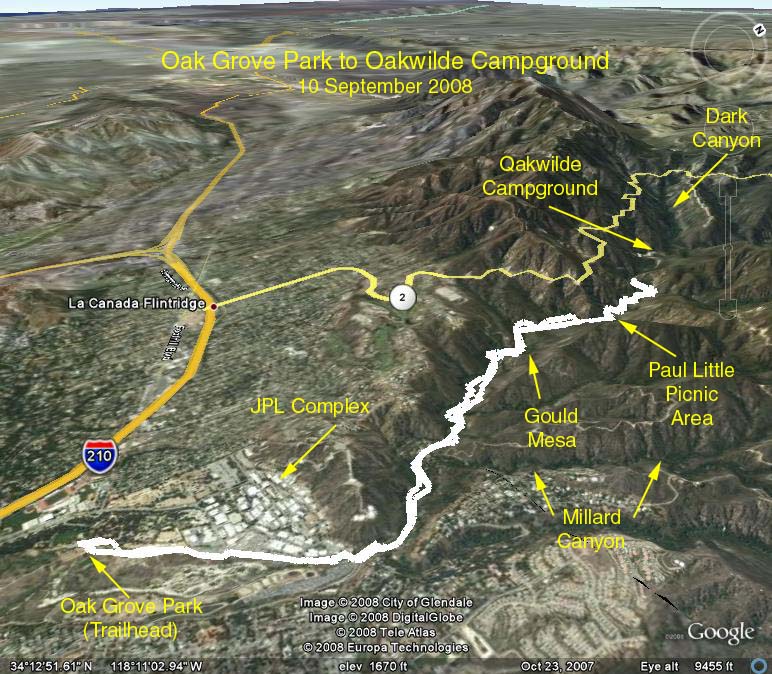 N
Oak Grove Park to Oakwilde Campground
10 September 2008
Dark
Canyon
Qakwilde
Campground
2
La Canada Flintridge
Foothill Blvd
Paul Little
Picnic
Area
JPL Complex
Gould
Mesa
210
Millard
Canyon
Oak Grove Park
(Trailhead)
Image © 2008 City of Glendale
Image © 2008 DigitalGlobe
© 2008 Tele Atlas
© 2008 Europa Technologies
©2008 Google
34°12'51.61" N 118°11'02.94" W elev 1670 ft Oct 23, 2007 Eye alt 9455 ft